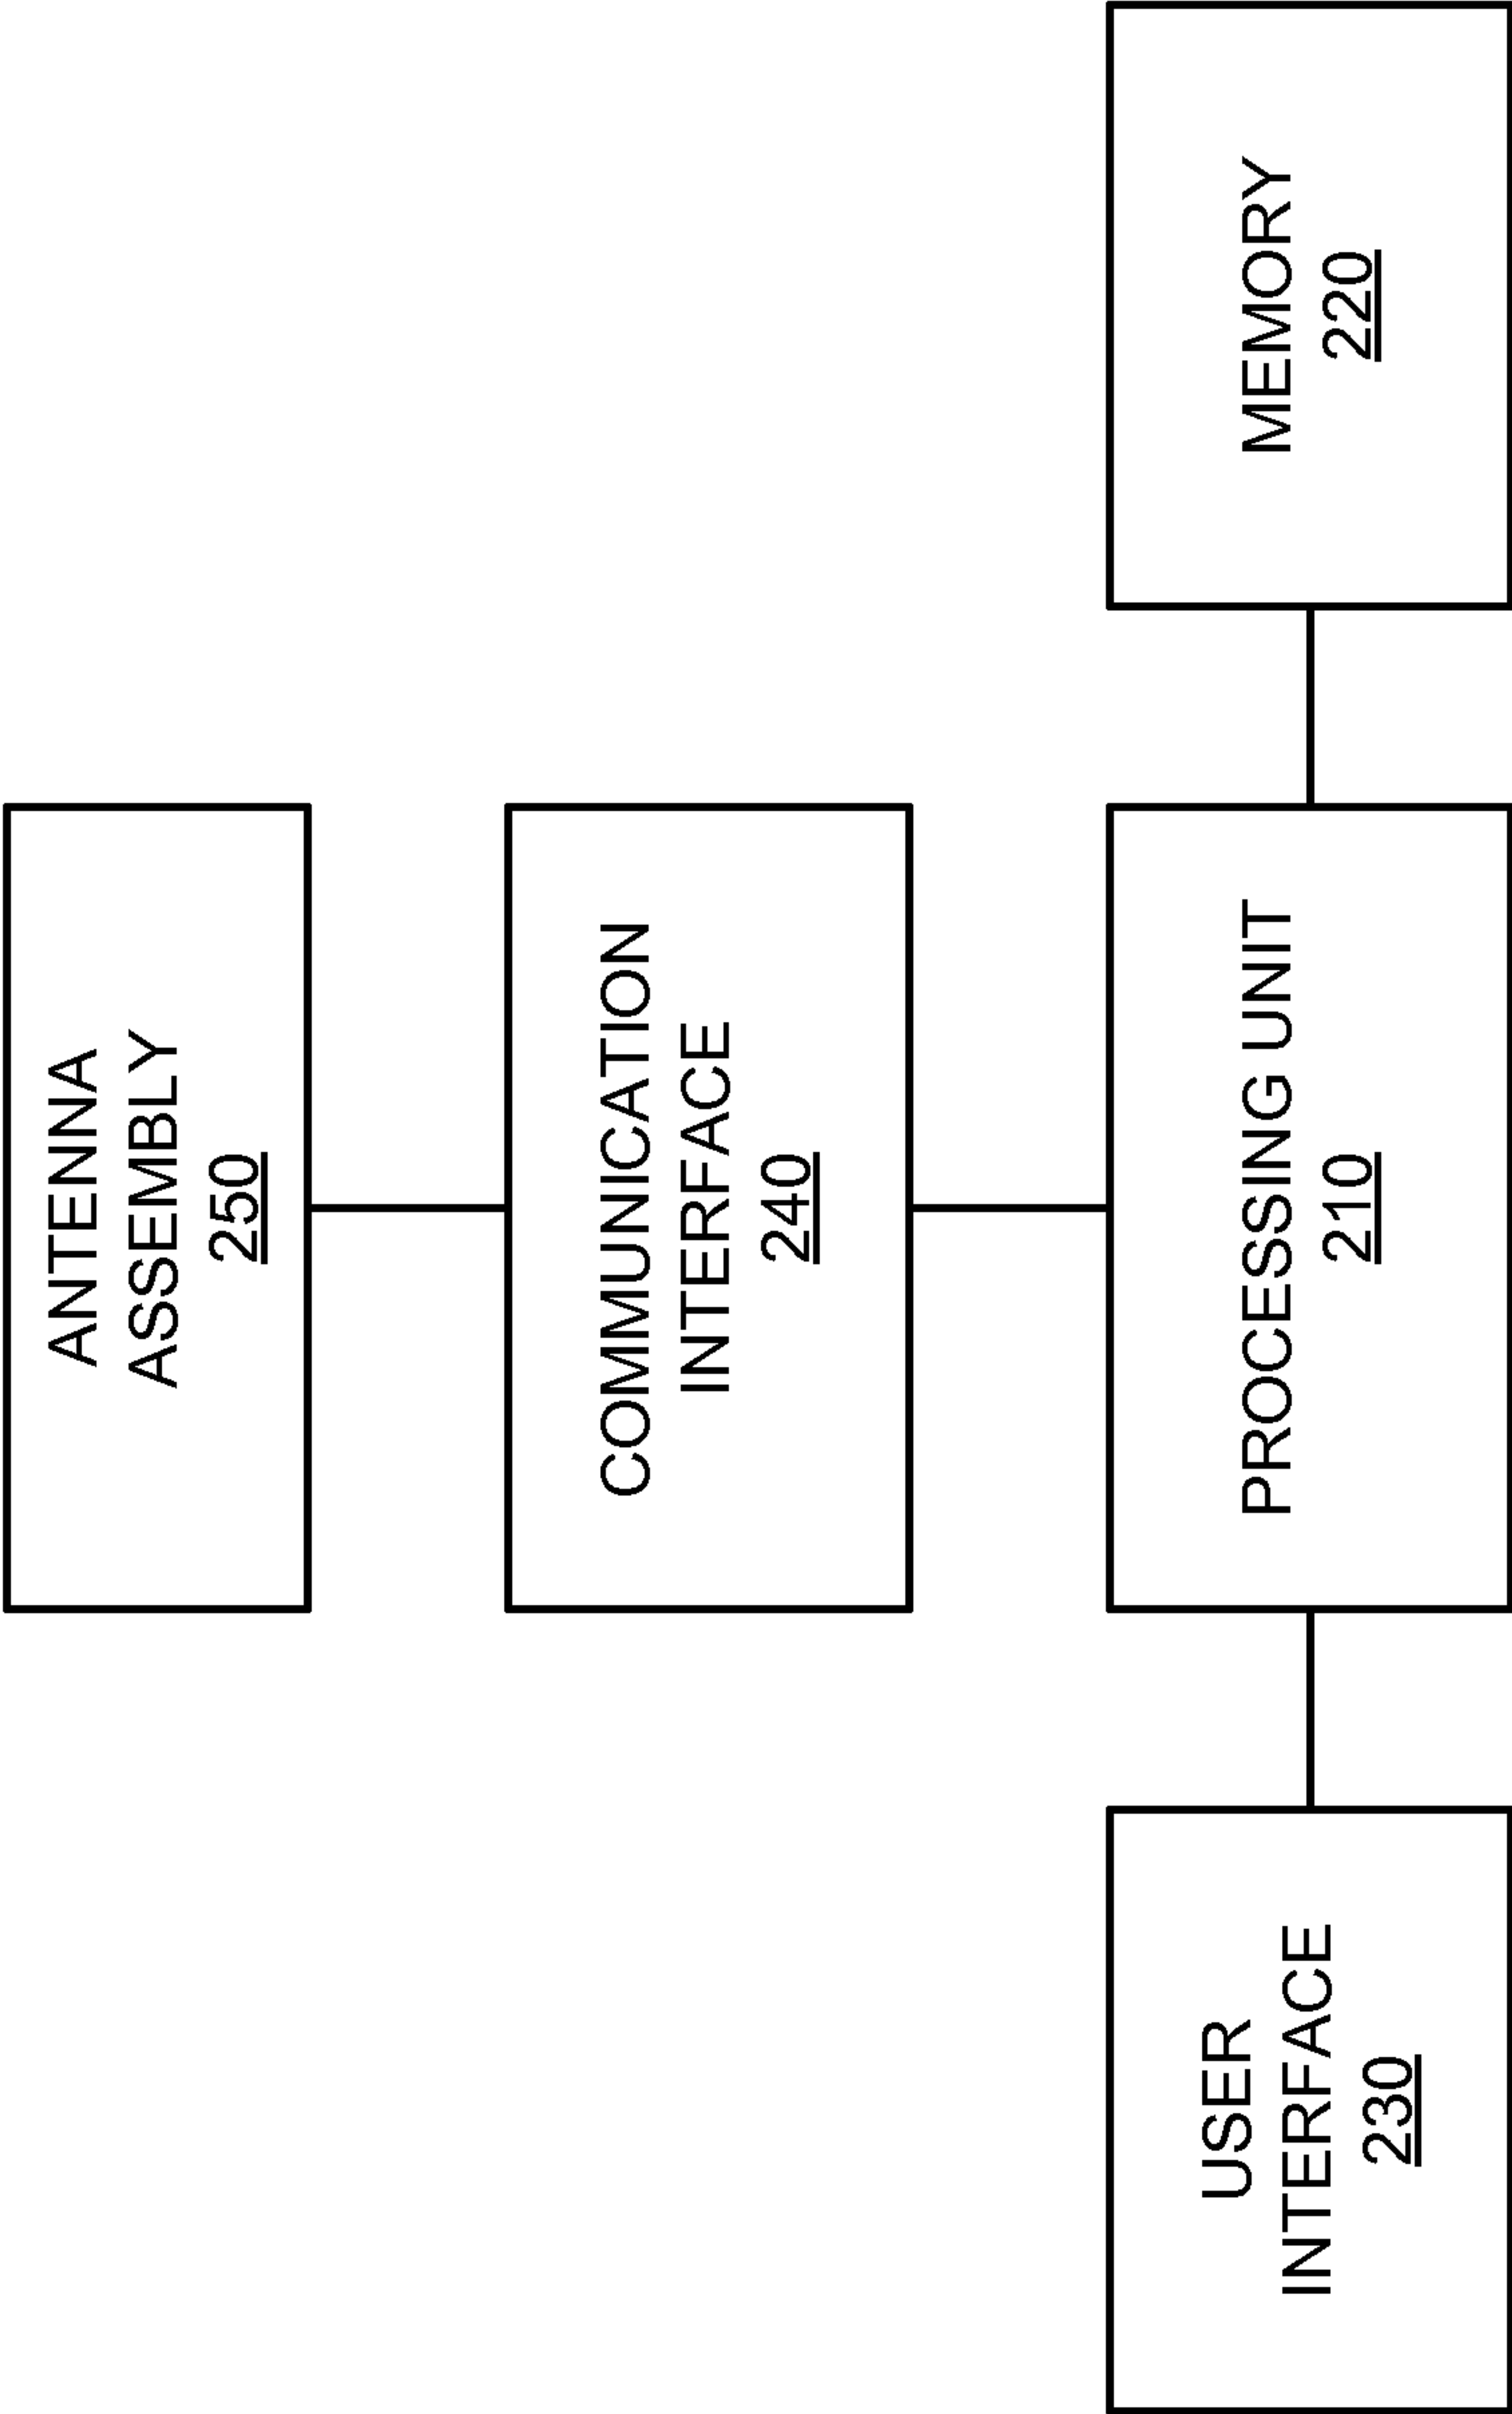 ANTENNA
ASSEMBLY
250
COMMUNICATION
INTERFACE
240
USER
INTERFACE
230
PROCESSING UNIT
210
MEMORY
220